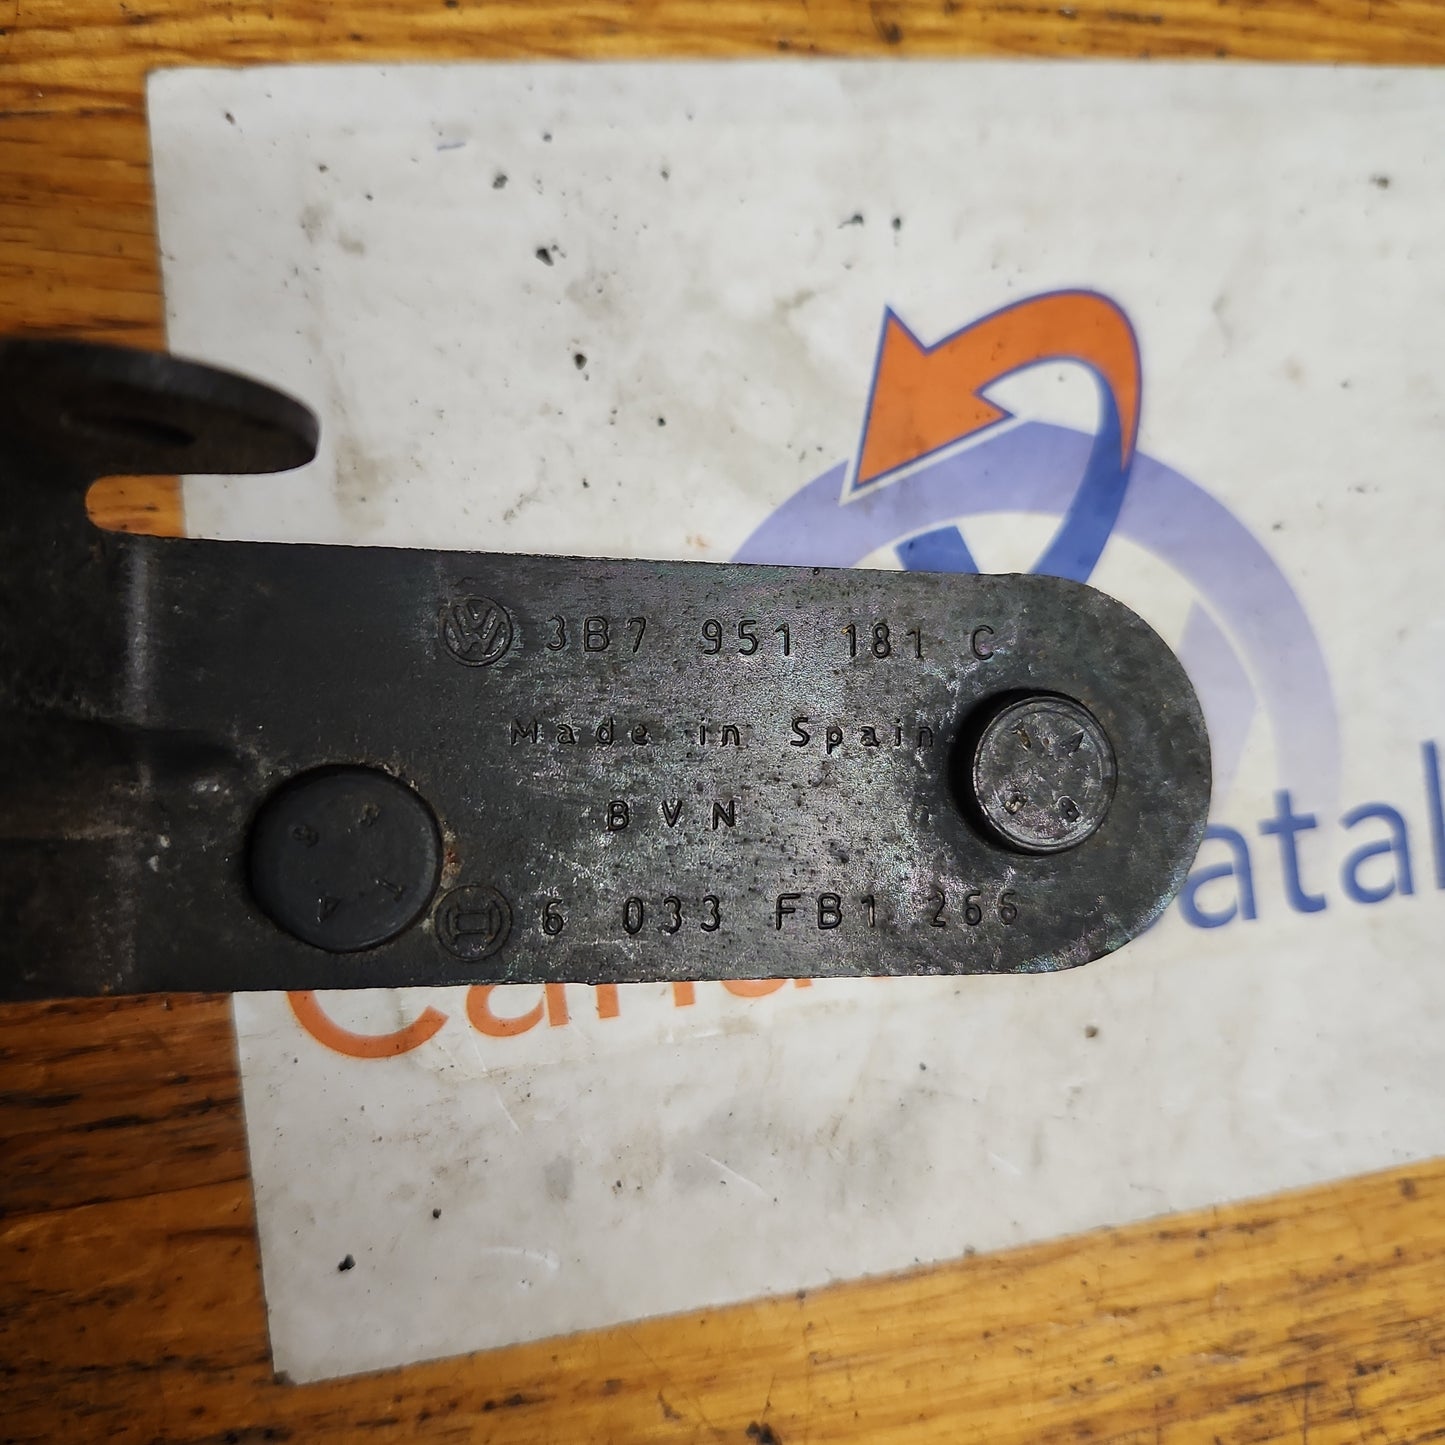 3B7 951 181 C
Made in Spain
BVN
6 033 FB1 266